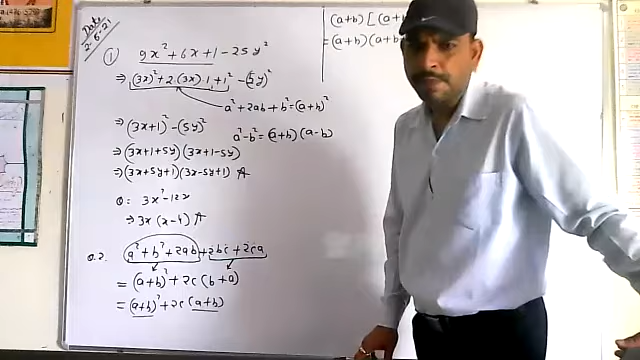 Date
2-6-21
① 9x² + 6x + 1 - 25y²
⇒ (3x)² + 2.(3x).1 + 1² - (5y)²
a² + 2ab + b² = (a+b)²
⇒ (3x+1)² - (5y)²
a² - b² = (a+b)(a-b)
⇒ (3x+1+5y)(3x+1-5y)
⇒ (3x+5y+1)(3x-5y+1) A
Q: 3x² - 12x
⇒ 3x(x-4) A
Q.2. a² + b² + 2ab + 2bc + 2ca
= (a+b)² + 2c(b+a)
= (a+b)² + 2c(a+b)
(a+b)[(a+
= (a+b)(a+b